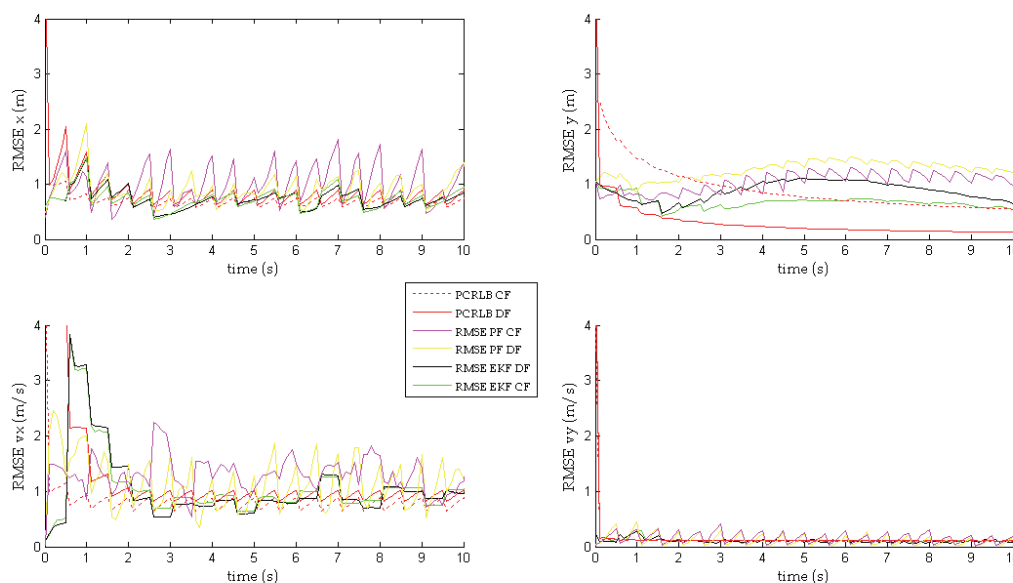 4
3
2
1
0
RMSE x (m)
0 1 2 3 4 5 6 7 8 9 10
time (s)
4
3
2
1
0
RMSE y (m)
0 1 2 3 4 5 6 7 8 9 10
time (s)
4
3
2
1
0
RMSE vx (m/s)
0 1 2 3 4 5 6 7 8 9 10
time (s)
PCRLB CF
PCRLB DF
RMSE PF CF
RMSE PF DF
RMSE EKF DF
RMSE EKF CF
4
3
2
1
0
RMSE vy (m/s)
0 1 2 3 4 5 6 7 8 9 10
time (s)